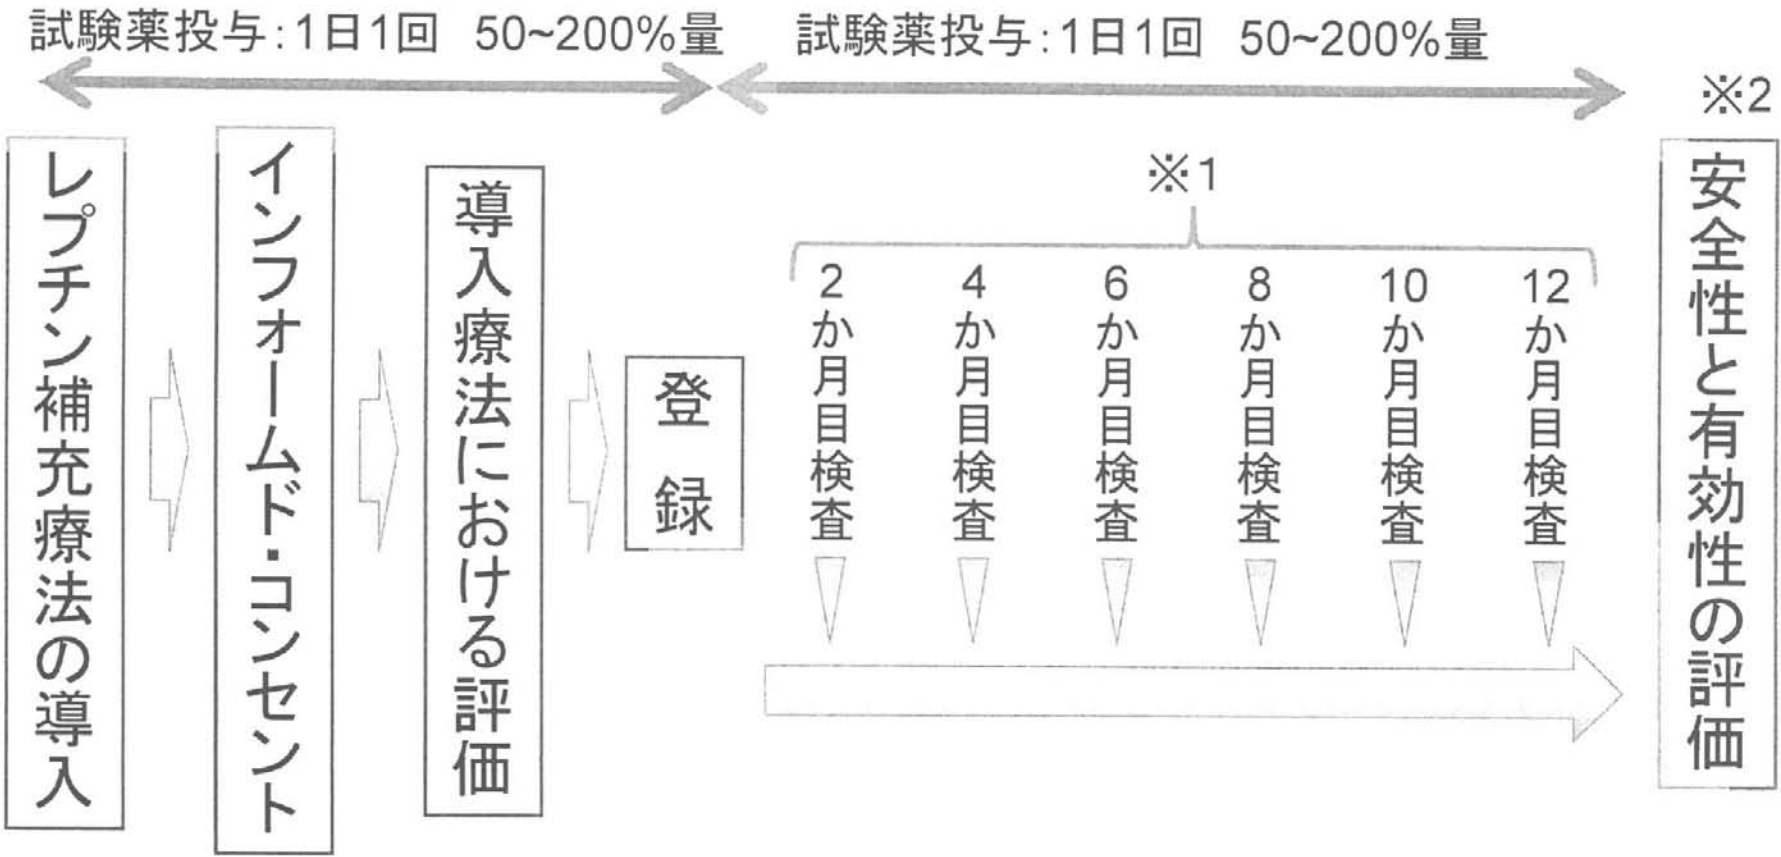 試験薬投与:1日1回 50~200%量
試験薬投与:1日1回 50~200%量
レプチン補充療法の導入
インフォームド・コンセント
導入療法における評価
登録
※1
2か月目検査
4か月目検査
6か月目検査
8か月目検査
10か月目検査
12か月目検査
※2
安全性と有効性の評価